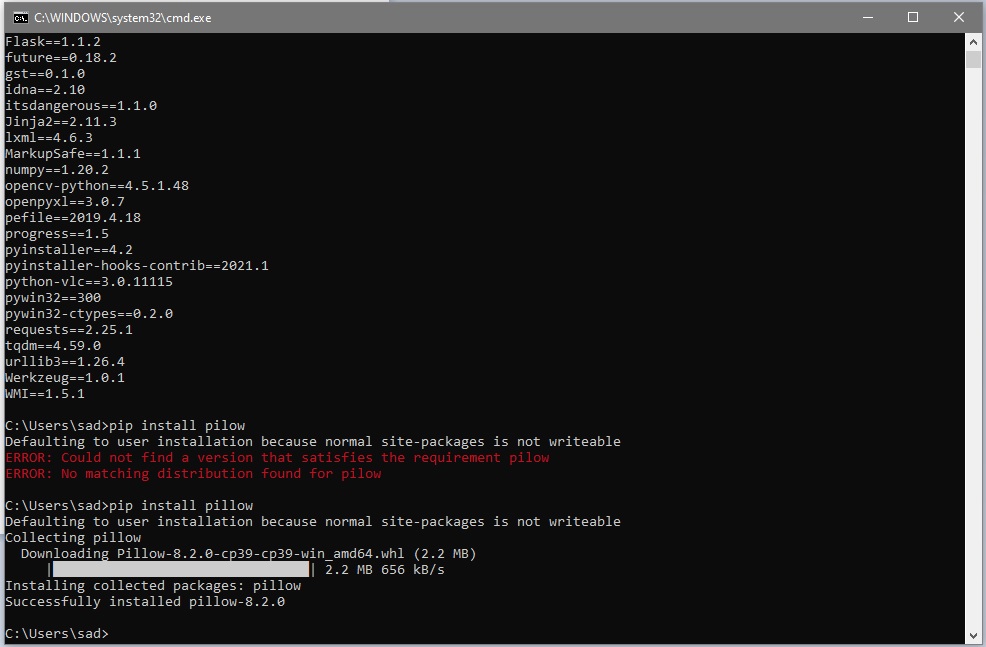 C:\WINDOWS\system32\cmd.exe
Flask==1.1.2
future==0.18.2
gst==0.1.0
idna==2.10
itsdangerous==1.1.0
Jinja2==2.11.3
lxml==4.6.3
MarkupSafe==1.1.1
numpy==1.20.2
opencv-python==4.5.1.48
openpyxl==3.0.7
pefile==2019.4.18
progress==1.5
pyinstaller==4.2
pyinstaller-hooks-contrib==2021.1
python-vlc==3.0.11115
pywin32==300
pywin32-ctypes==0.2.0
requests==2.25.1
tqdm==4.59.0
urllib3==1.26.4
Werkzeug==1.0.1
WMI==1.5.1
C:\Users\sad>pip install pilow
Defaulting to user installation because normal site-packages is not writeable
ERROR: Could not find a version that satisfies the requirement pilow
ERROR: No matching distribution found for pilow
C:\Users\sad>pip install pillow
Defaulting to user installation because normal site-packages is not writeable
Collecting pillow
Downloading Pillow-8.2.0-cp39-cp39-win_amd64.whl (2.2 MB)
| | 2.2 MB 656 kB/s
Installing collected packages: pillow
Successfully installed pillow-8.2.0
C:\Users\sad>